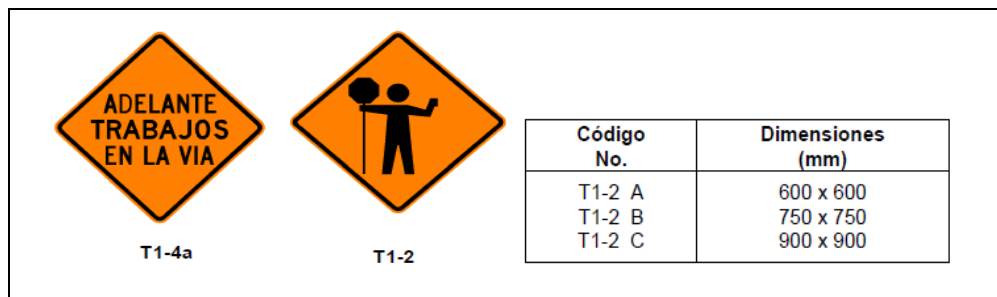 ADELANTE
TRABAJOS
EN LA VIA
T1-4a
T1-2
Código No.
Dimensiones (mm)
T1-2 A 600 x 600
T1-2 B 750 x 750
T1-2 C 900 x 900